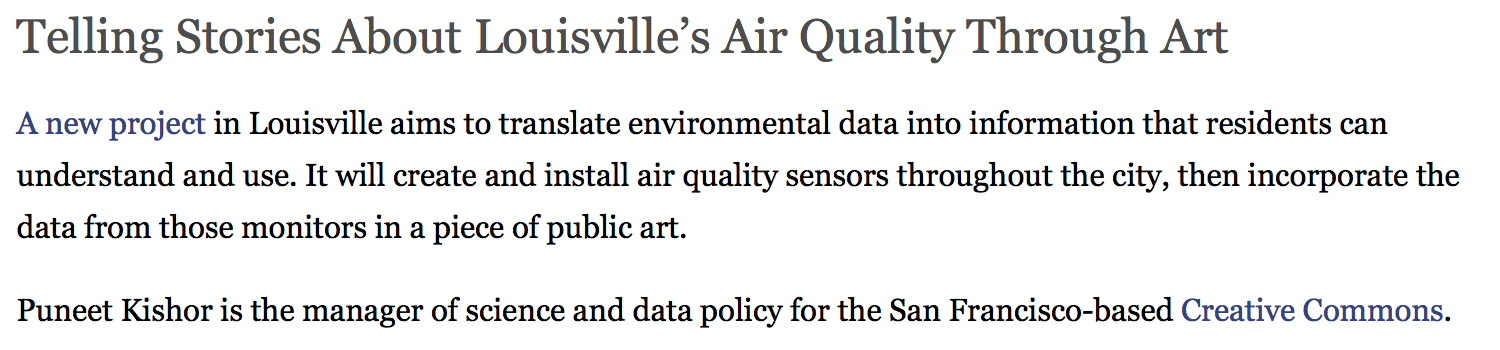 Telling Stories About Louisville’s Air Quality Through Art
A new project in Louisville aims to translate environmental data into information that residents can
understand and use. It will create and install air quality sensors throughout the city, then incorporate the
data from those monitors in a piece of public art.
Puneet Kishor is the manager of science and data policy for the San Francisco-based Creative Commons.